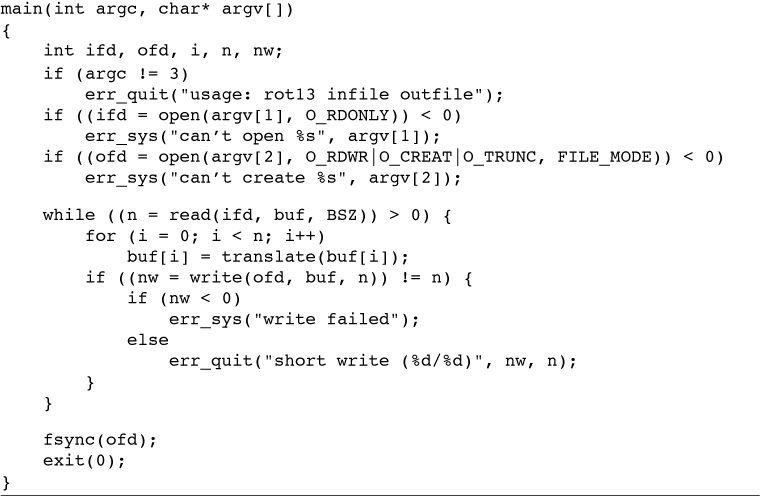 main(int argc, char* argv[])
{
    int ifd, ofd, i, n, nw;
    if (argc != 3)
        err_quit("usage: rot13 infile outfile");
    if ((ifd = open(argv[1], O_RDONLY)) < 0)
        err_sys("can’t open %s", argv[1]);
    if ((ofd = open(argv[2], O_RDWR|O_CREAT|O_TRUNC, FILE_MODE)) < 0)
        err_sys("can’t create %s", argv[2]);

    while ((n = read(ifd, buf, BSZ)) > 0) {
        for (i = 0; i < n; i++)
            buf[i] = translate(buf[i]);
        if ((nw = write(ofd, buf, n)) != n) {
            if (nw < 0)
                err_sys("write failed");
            else
                err_quit("short write (%d/%d)", nw, n);
        }
    }

    fsync(ofd);
    exit(0);
}